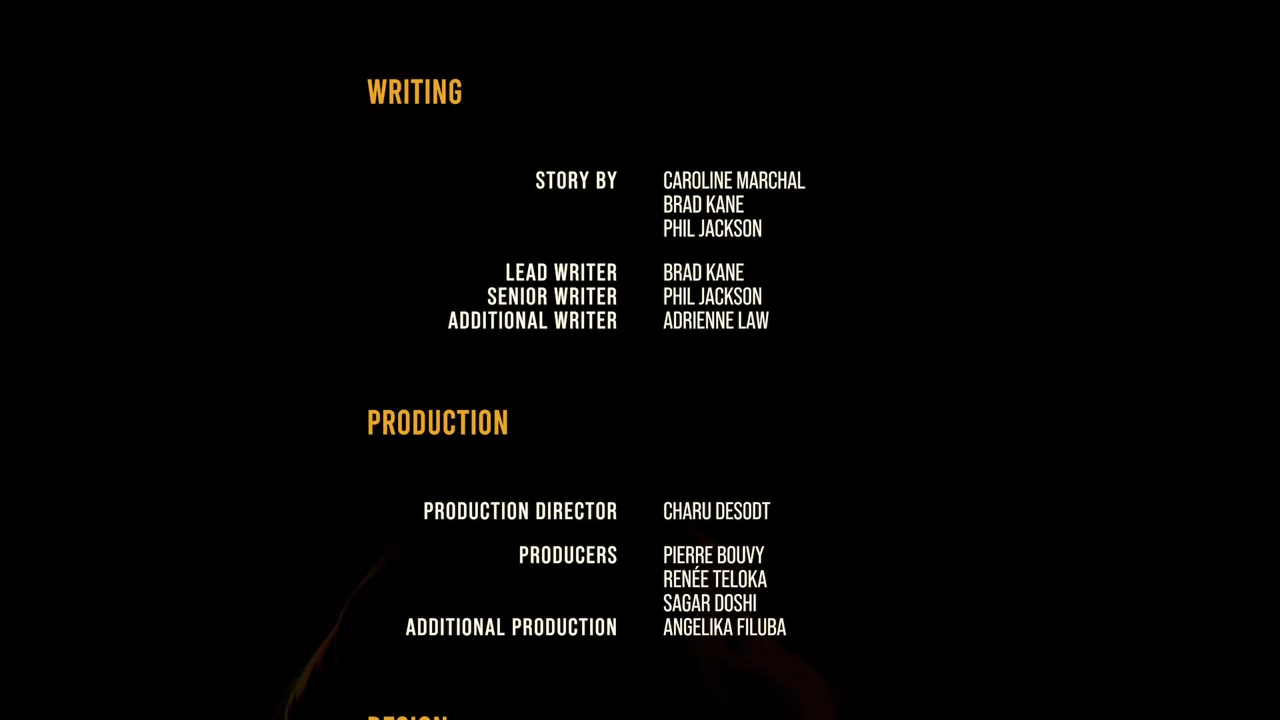 WRITING
STORY BY CAROLINE MARCHAL
BRAD KANE
PHIL JACKSON
LEAD WRITER BRAD KANE
SENIOR WRITER PHIL JACKSON
ADDITIONAL WRITER ADRIENNE LAW
PRODUCTION
PRODUCTION DIRECTOR CHARU DESODT
PRODUCERS PIERRE BOUVY
RENÉE TELOKA
SAGAR DOSHI
ADDITIONAL PRODUCTION ANGELIKA FILUBA
DESIGN